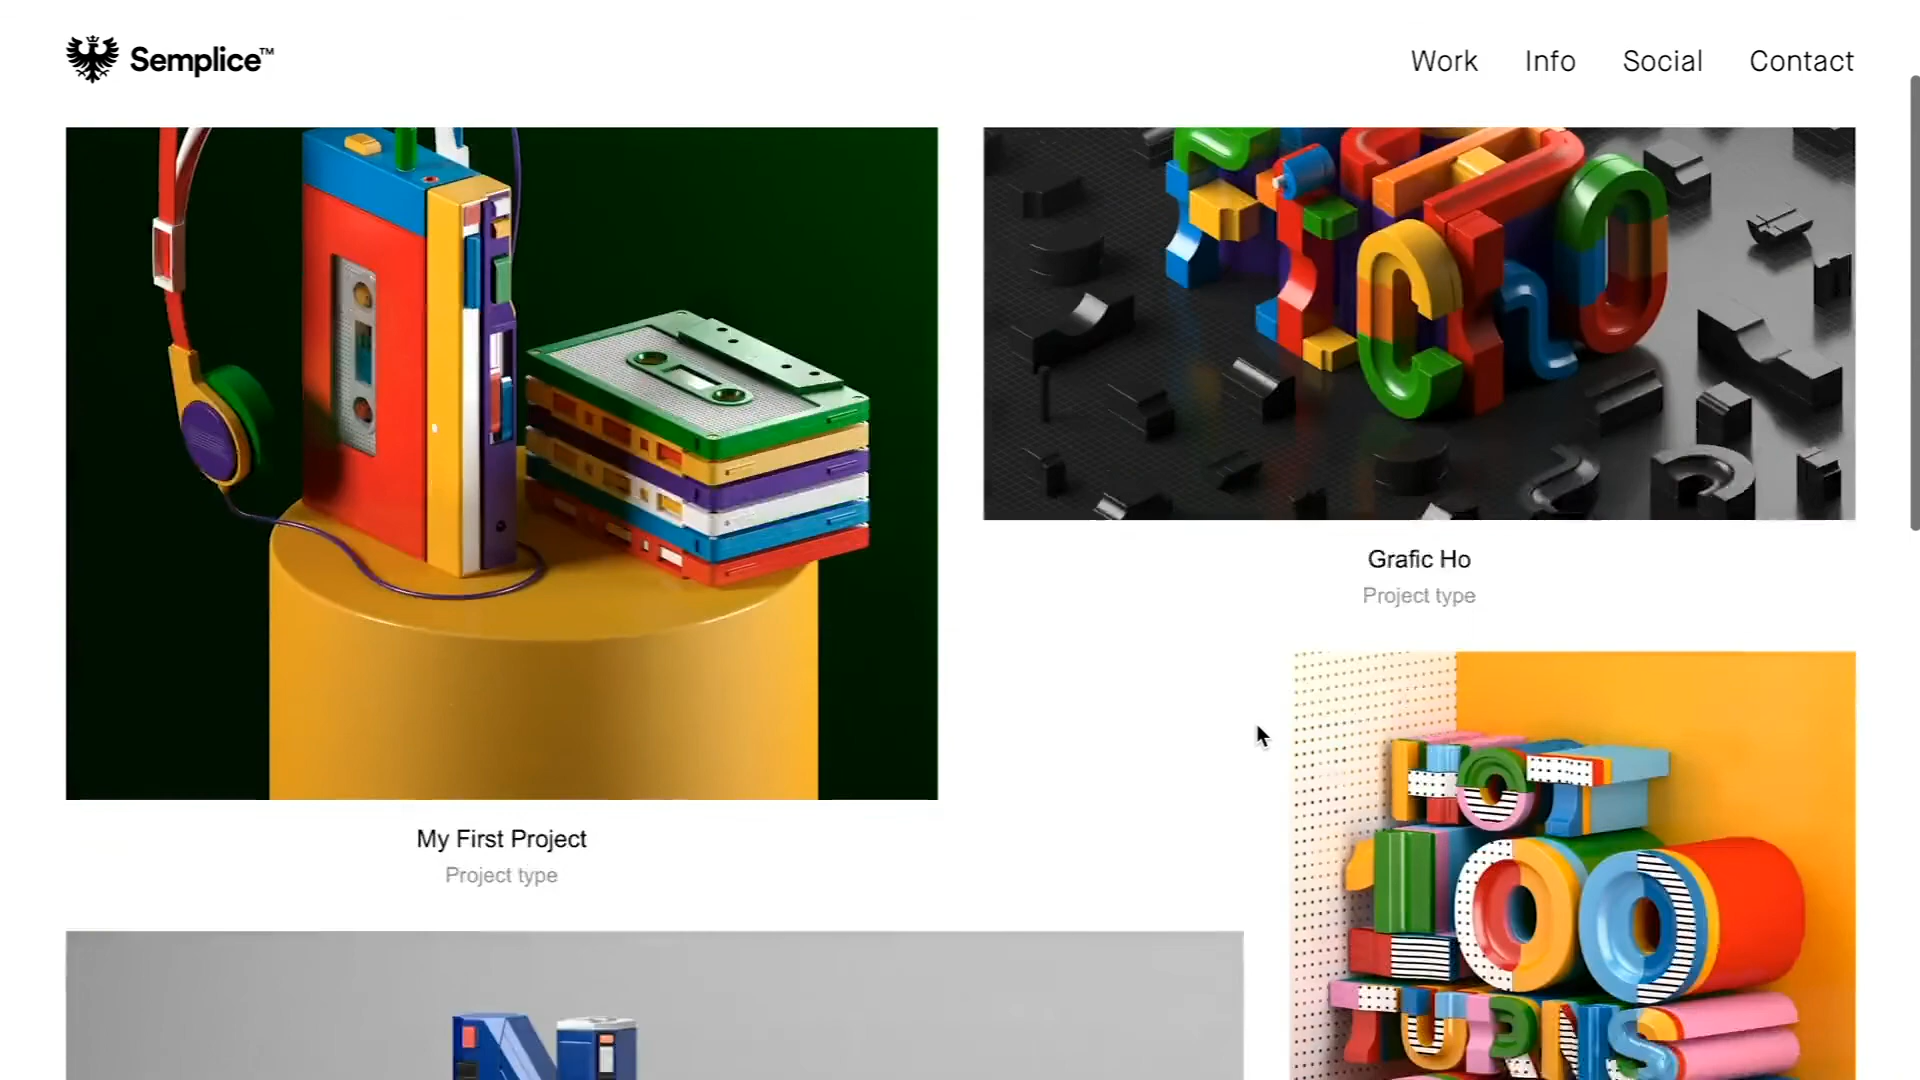 Semplice™
Work Info Social Contact
Grafic Ho
Project type
My First Project
Project type
HOT
100
TURNS